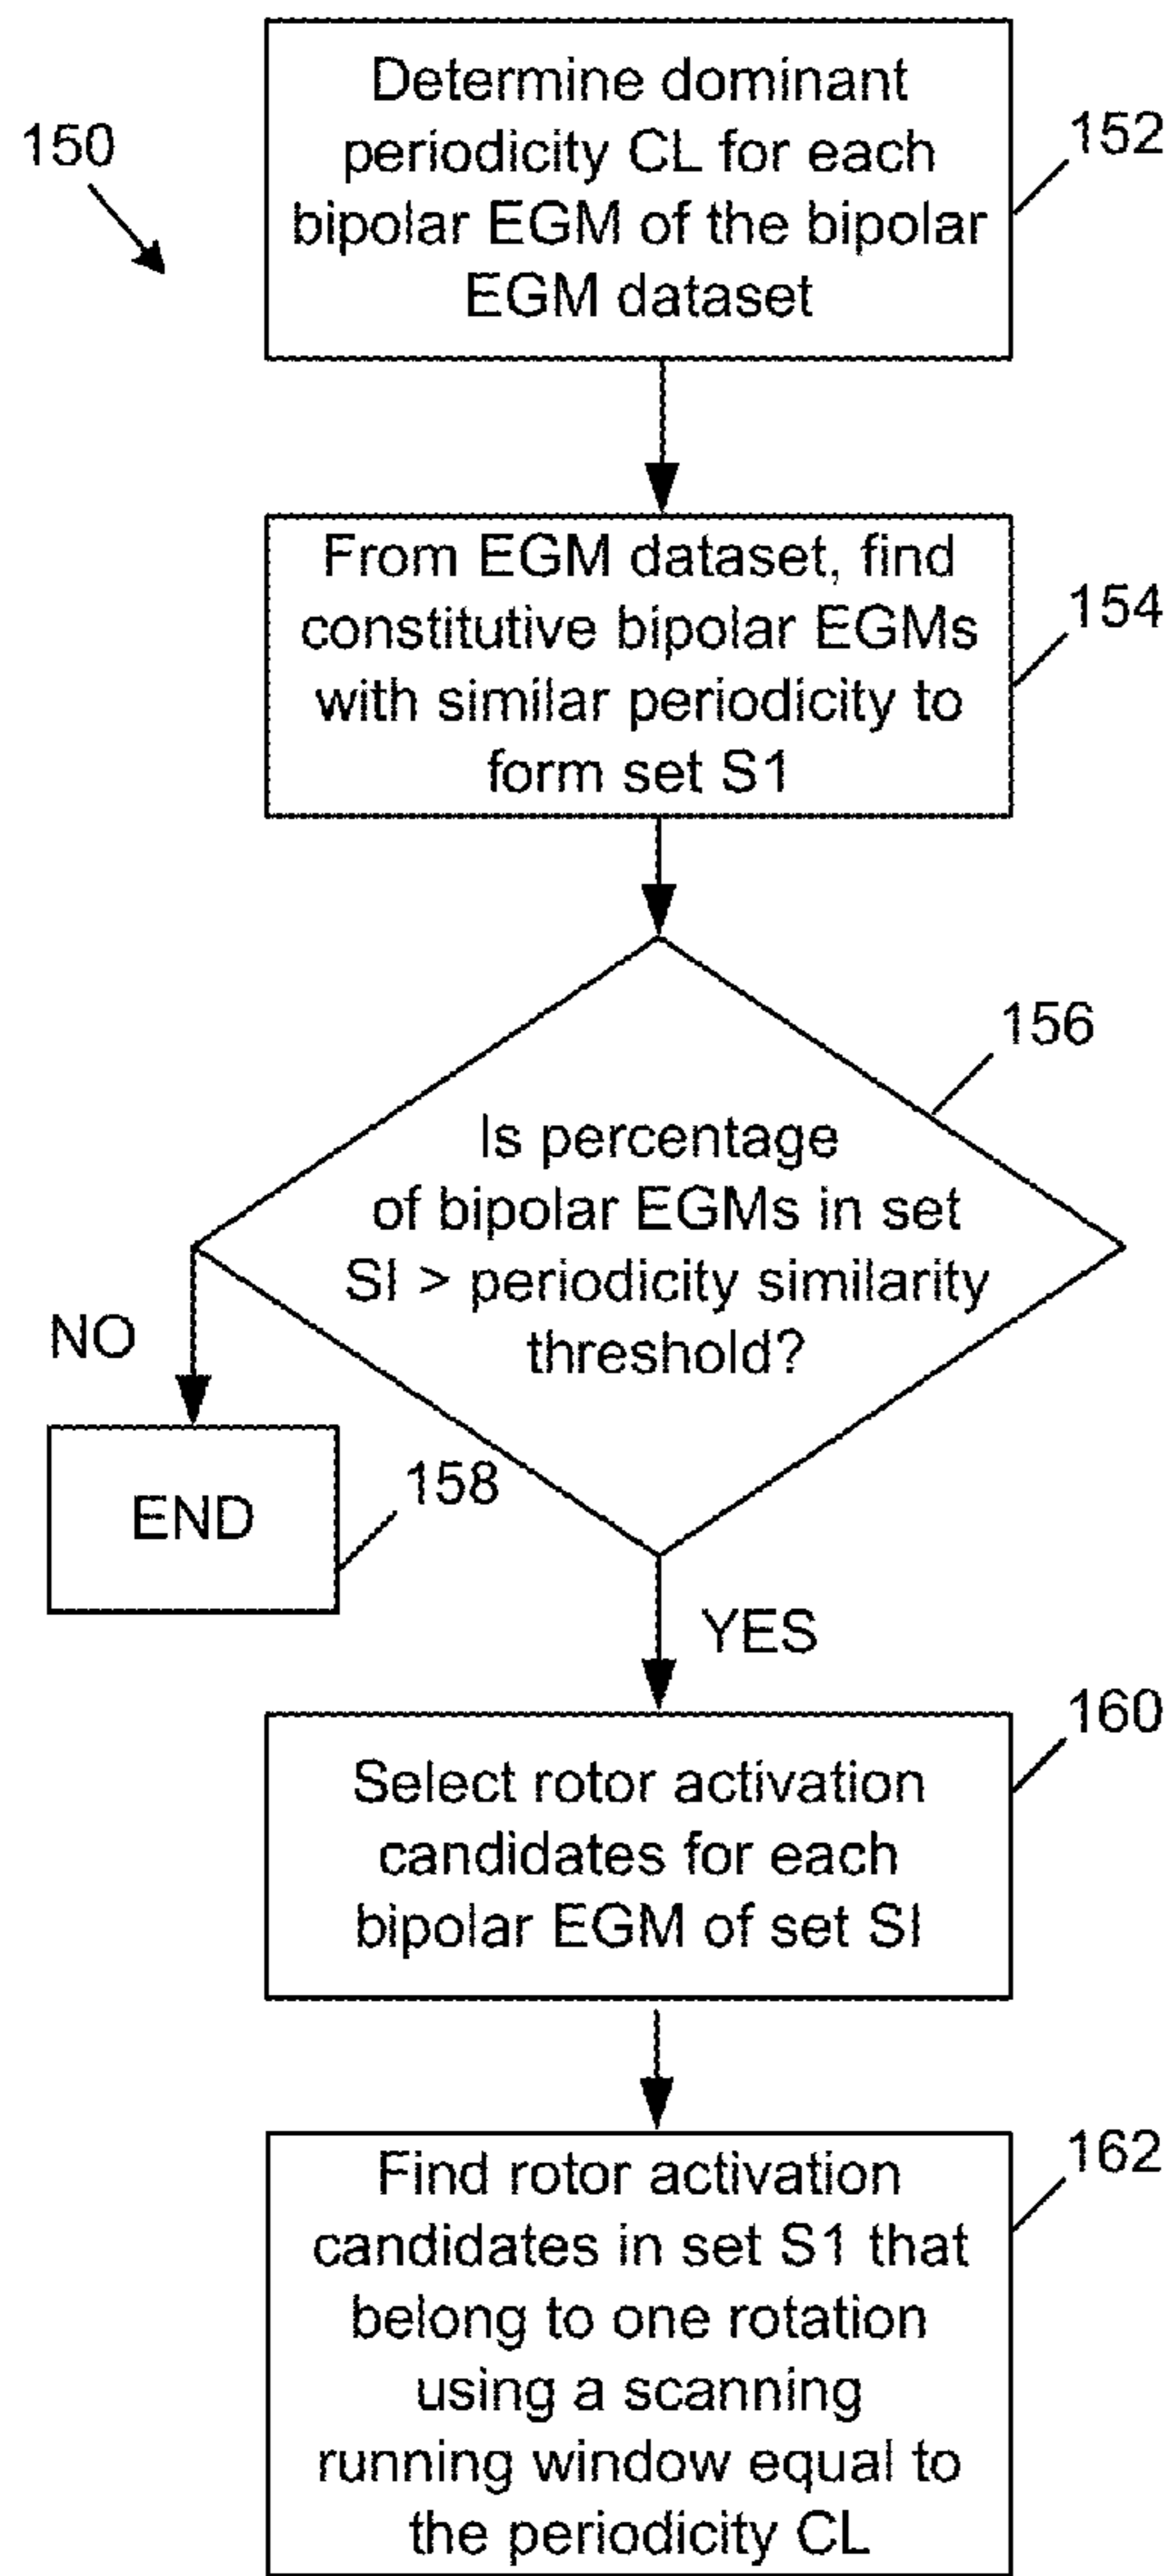 150
Determine dominant
periodicity CL for each
bipolar EGM of the bipolar
EGM dataset
152
From EGM dataset, find
constitutive bipolar EGMs
with similar periodicity to
form set S1
154
156
Is percentage
of bipolar EGMs in set
SI > periodicity similarity
threshold?
NO
END
158
YES
160
Select rotor activation
candidates for each
bipolar EGM of set SI
162
Find rotor activation
candidates in set S1 that
belong to one rotation
using a scanning
running window equal to
the periodicity CL